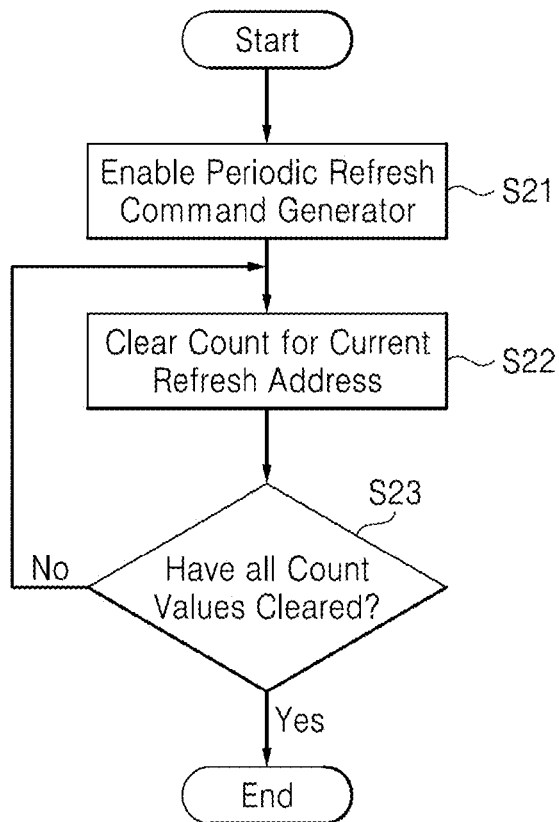 Start
Enable Periodic Refresh
Command Generator
S21
Clear Count for Current
Refresh Address
S22
S23
Have all Count
Values Cleared?
No
Yes
End